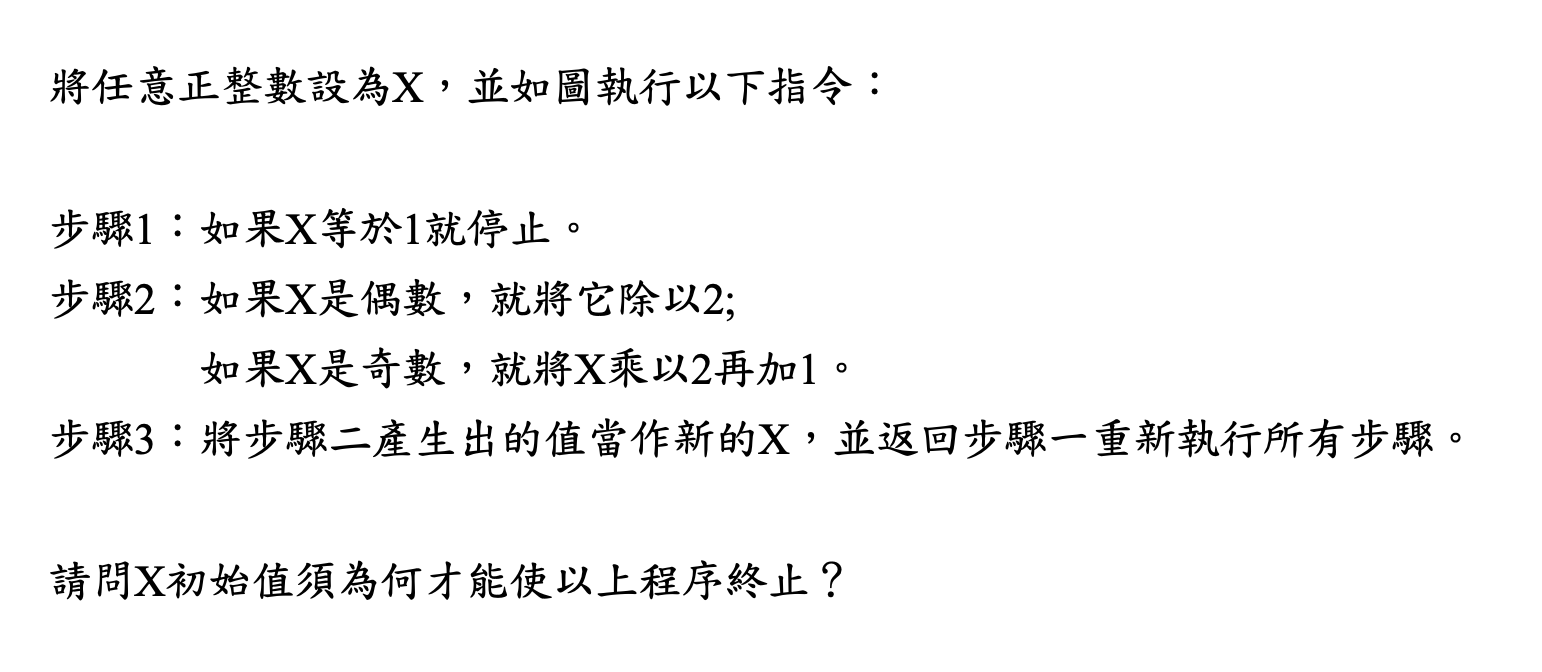 將任意正整數設為X，並如圖執行以下指令：
步驟1：如果X等於1就停止。
步驟2：如果X是偶數，就將它除以2;
如果X是奇數，就將X乘以2再加1。
步驟3：將步驟二產生出的值當作新的X，並返回步驟一重新執行所有步驟。
請問X初始值須為何才能使以上程序終止？